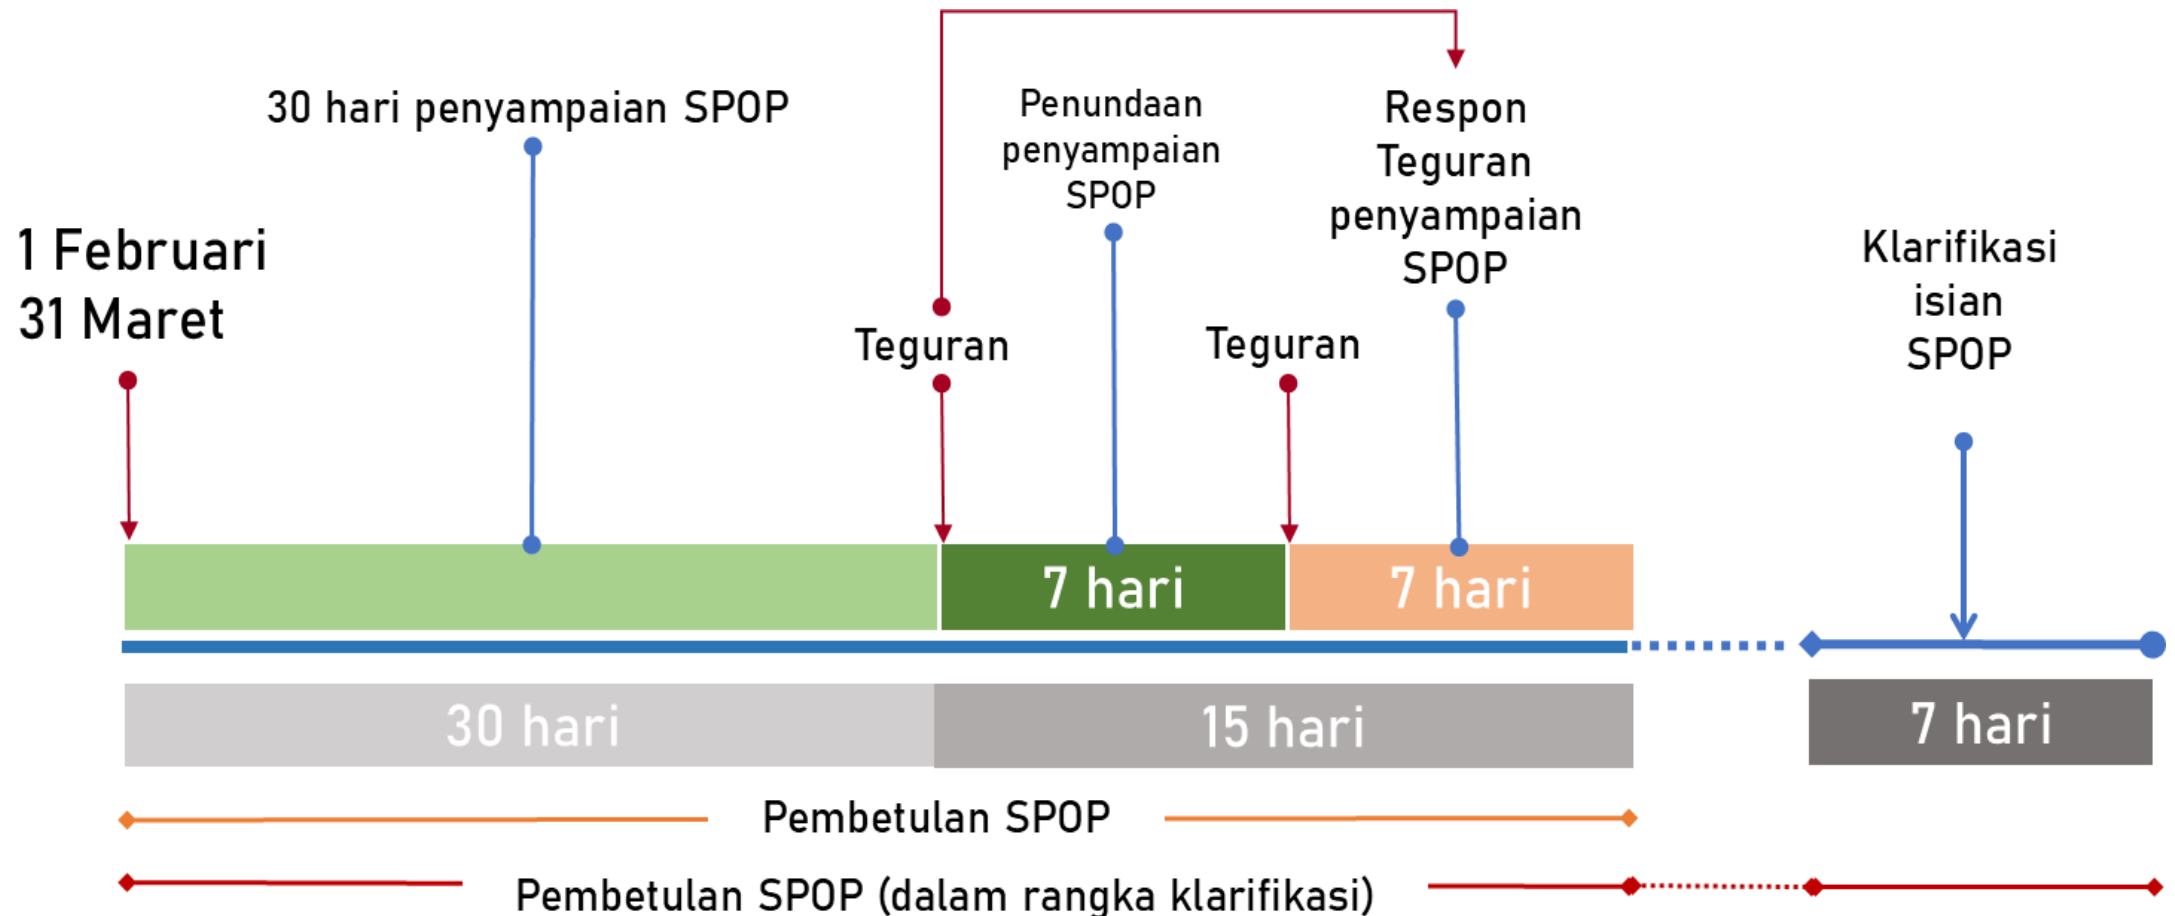 30 hari penyampaian SPOP
Penundaan
penyampaian
SPOP
Respon
Teguran
penyampaian
SPOP
1 Februari
31 Maret
Teguran
Teguran
Klarifikasi
isian
SPOP
7 hari
7 hari
30 hari
15 hari
7 hari
Pembetulan SPOP
Pembetulan SPOP (dalam rangka klarifikasi)